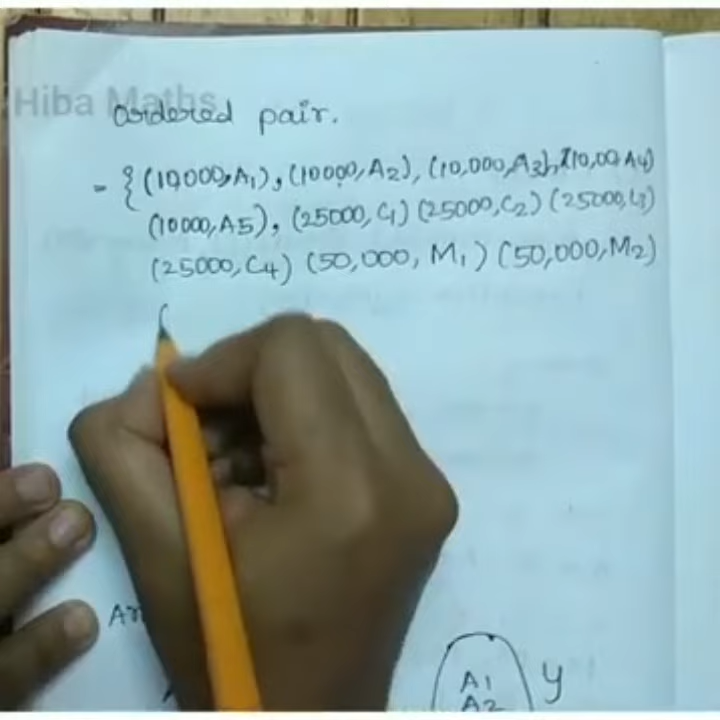 Hiba Maths
ordered pair.
= {(10,000,A1), (10000,A2), (10,000,A3), (10,00 A4)
(10000, A5), (25000, C1) (25000, C2) (25000, C3)
(25000, C4) (50,000, M1) (50,000, M2)
(
A1 y
A2